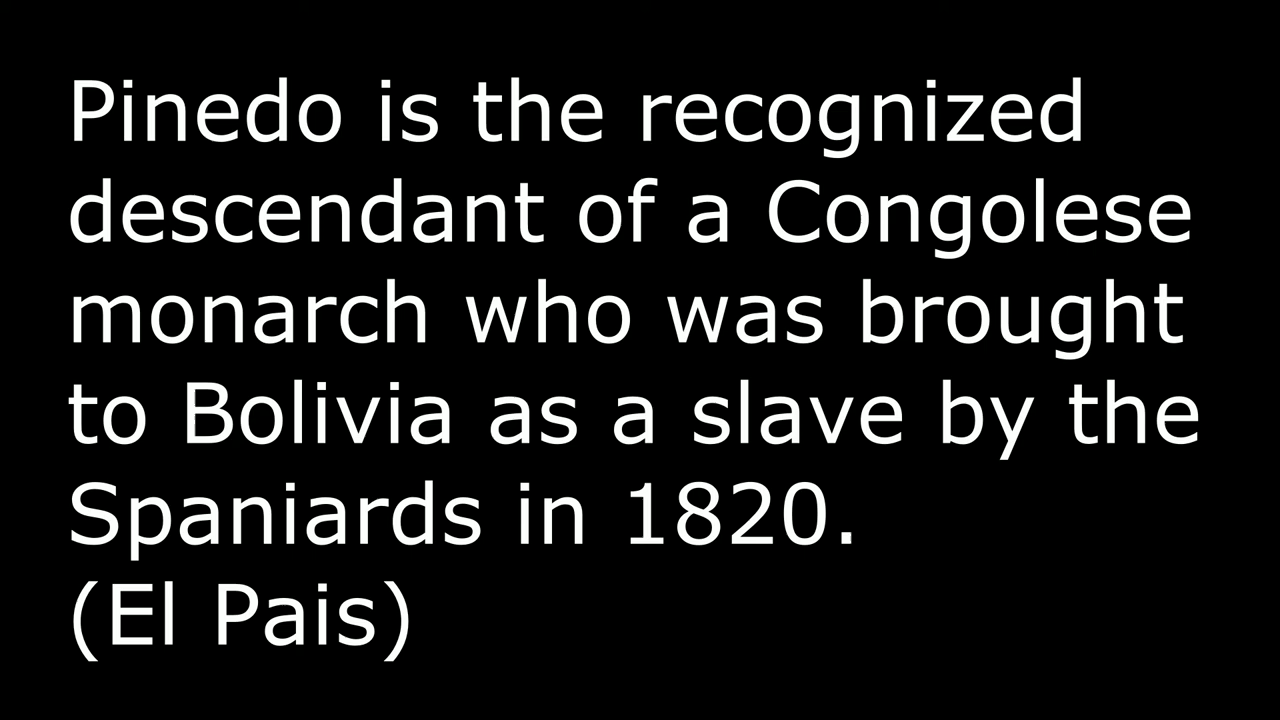 Pinedo is the recognized
descendant of a Congolese
monarch who was brought
to Bolivia as a slave by the
Spaniards in 1820.
(El Pais)